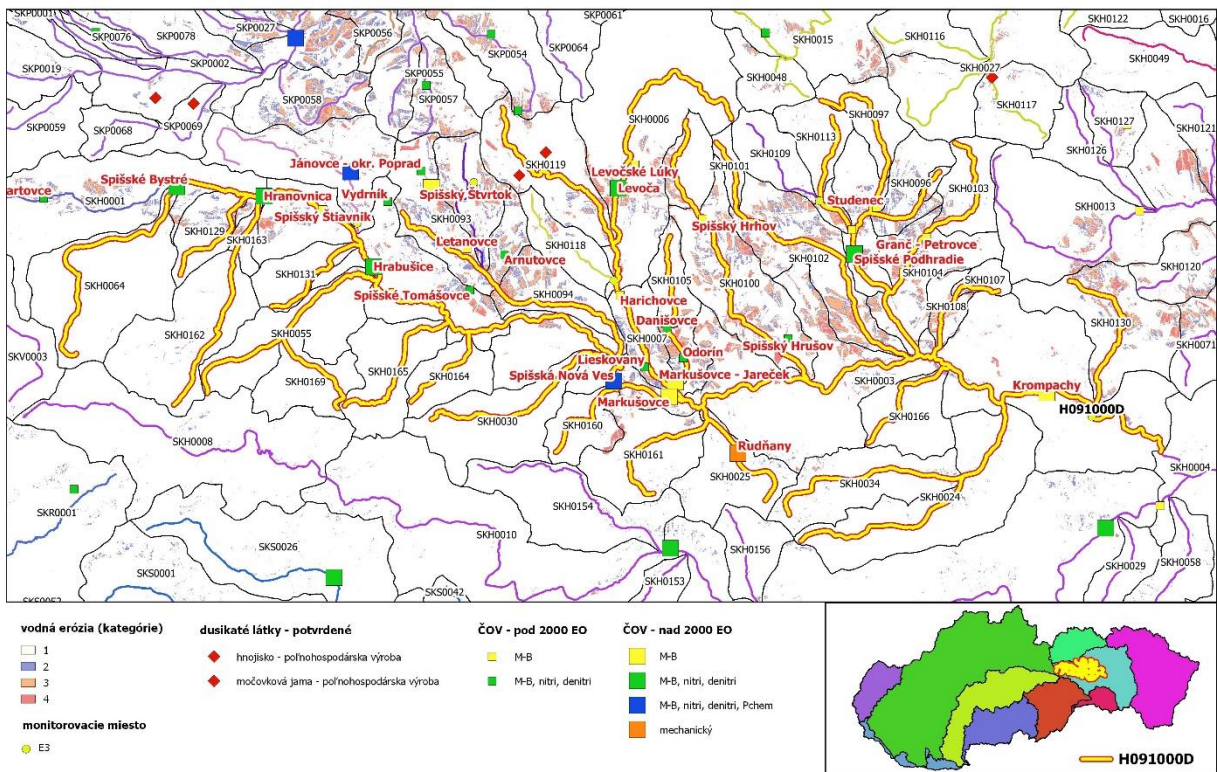 SKP0001
SKP0076
SKP0078
SKP0027
SKP0056
SKP0061
SKP0002
SKP0054
SKP0064
SKH0015
SKH0116
SKH0122
SKH0016
SKH0049
SKP0019
SKP0055
SKP0057
SKP0058
SKH0048
SKH0027
SKP0059
SKP0068
SKP0069
SKH0006
SKH0117
SKH0127
SKH0121
SKH0113
SKH0097
SKH0119
SKH0101
SKH0109
SKH0126
Jánovce - okr. Poprad
Levočské Lúky
Levoča
artovce
Spišské Bystré
Hranovnica
Vydrník
Spišský Štvrtok
SKH0096
SKH0103
SKH0001
Spišský Štiavnik
SKH0093
Studenec
SKH0013
SKH0129
SKH0163
Letanovce
Arnutovce
SKH0118
Spišský Hrhov
Granč - Petrovce
Spišské Podhradie
SKH0064
SKH0131
Hrabušice
SKH0105
SKH0100
SKH0102
SKH0104
SKH0107
SKH0120
Spišské Tomášovce
SKH0094
Harichovce
SKH0108
SKH0130
SKH0162
SKH0055
Danišovce
SKH0007
Spišský Hrušov
SKH0071
SKV0003
Lieskovany
Odorín
SKH0169
SKH0165
SKH0164
Spišská Nová Ves
Markušovce - Jareček
SKH0003
Markušovce
Krompachy
H091000D
SKH0030
SKH0160
SKH0166
SKH0008
SKH0161
Rudňany
SKH0025
SKH0034
SKH0004
SKH0024
SKR0001
SKH0154
SKH0010
SKS0026
SKH0156
SKS0001
SKH0153
SKH0029
SKH0058
SKS0042
vodná erózia (kategórie)
1
2
3
4
monitorovacie miesto
E3
dusikaté látky - potvrdené
hnojisko - poľnohospodárska výroba
močovková jama - poľnohospodárska výroba
ČOV - pod 2000 EO
M-B
M-B, nitri, denitri
ČOV - nad 2000 EO
M-B
M-B, nitri, denitri
M-B, nitri, denitri, Pchem
mechanický
H091000D